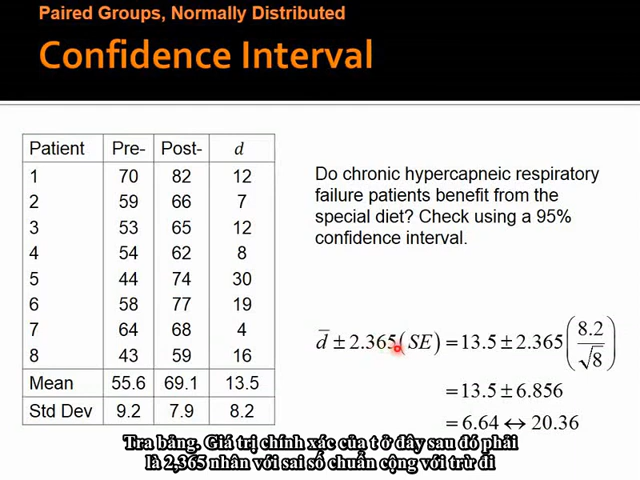 Paired Groups, Normally Distributed
Confidence Interval
Patient Pre- Post- d
1 70 82 12
2 59 66 7
3 53 65 12
4 54 62 8
5 44 74 30
6 58 77 19
7 64 68 4
8 43 59 16
Mean 55.6 69.1 13.5
Std Dev 9.2 7.9 8.2
Do chronic hypercapneic respiratory
failure patients benefit from the
special diet? Check using a 95%
confidence interval.
d̅ ± 2.365(SE) = 13.5 ± 2.365(8.2/√8)
= 13.5 ± 6.856
= 6.64 ↔ 20.36
Tra bảng. Giá trị chính xác của t ở đây sau đó phải
là 2,365 nhân với sai số chuẩn cộng với trừ đi